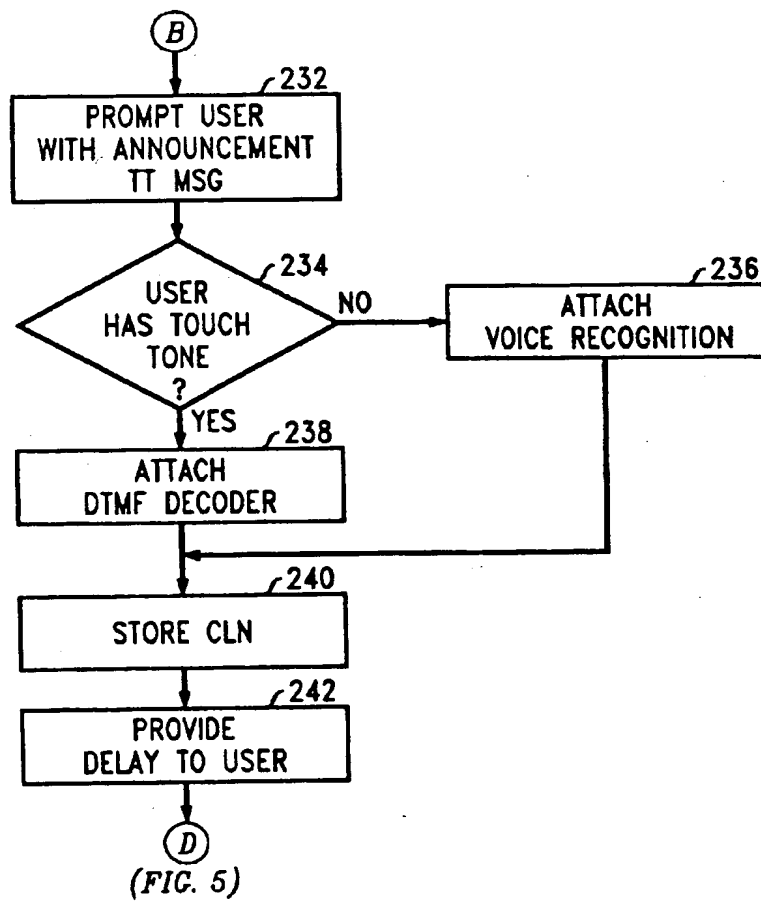 B
232
PROMPT USER
WITH ANNOUNCEMENT
TT MSG
234
USER
HAS TOUCH
TONE
?
NO
236
ATTACH
VOICE RECOGNITION
YES
238
ATTACH
DTMF DECODER
240
STORE CLN
242
PROVIDE
DELAY TO USER
D
(FIG. 5)